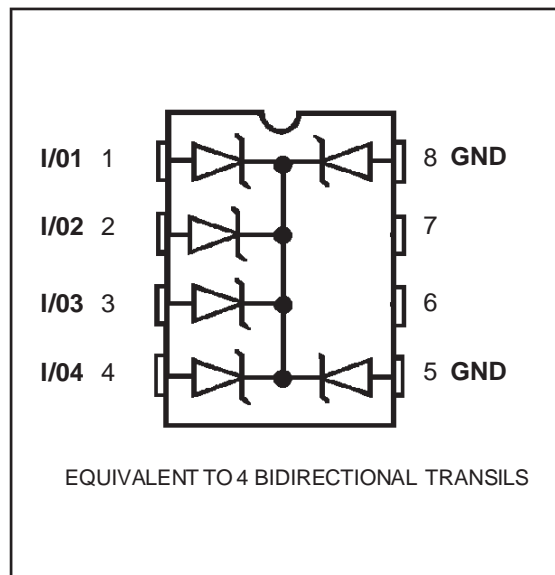 I/01 1 8 GND
I/02 2 7
I/03 3 6
I/04 4 5 GND
EQUIVALENT TO 4 BIDIRECTIONAL TRANSILS